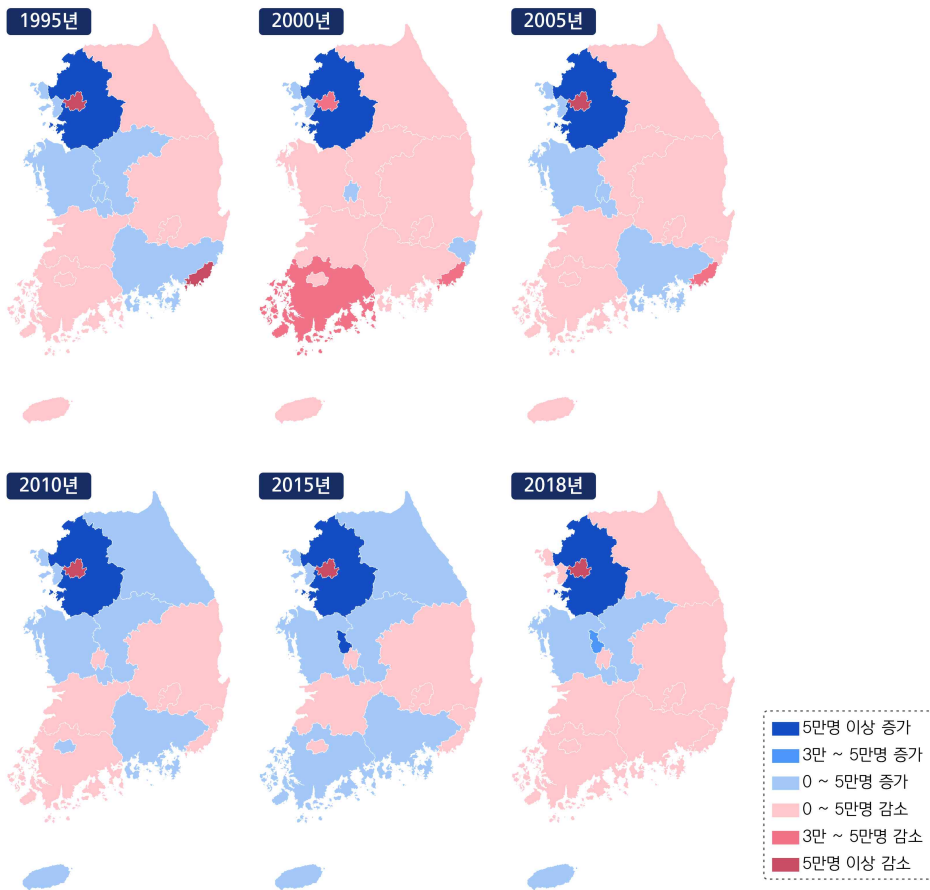 1995년
2000년
2005년
2010년
2015년
2018년
5만명 이상 증가
3만 ~ 5만명 증가
0 ~ 5만명 증가
0 ~ 5만명 감소
3만 ~ 5만명 감소
5만명 이상 감소